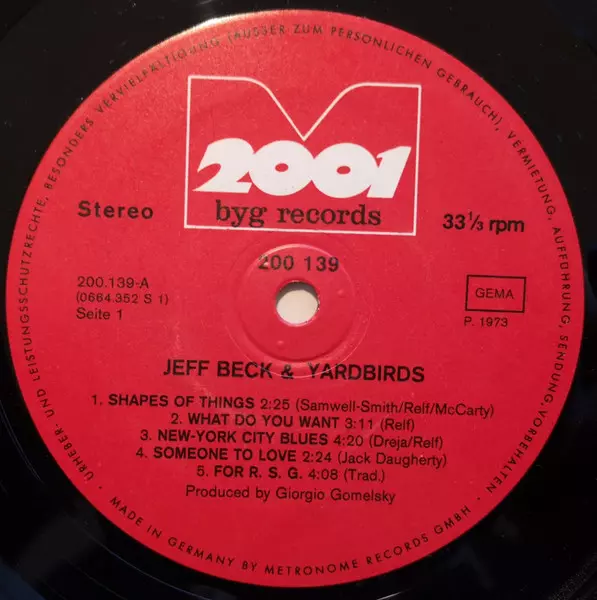 URHEBER- UND LEISTUNGSSCHUTZRECHTE, BESONDERS VERVIELFÄLTIGUNG (AUSSER ZUM PERSÖNLICHEN GEBRAUCH), VERMIETUNG, AUFFÜHRUNG, SENDUNG, VORBEHALTEN ·
2001
byg records
Stereo
33⅓ rpm
200 139
200.139-A
(0664.352 S 1)
Seite 1
GEMA
P. 1973
JEFF BECK & YARDBIRDS
1. SHAPES OF THINGS 2:25 (Samwell-Smith/Relf/McCarty)
2. WHAT DO YOU WANT 3:11 (Relf)
3. NEW-YORK CITY BLUES 4:20 (Dreja/Relf)
4. SOMEONE TO LOVE 2:24 (Jack Daugherty)
5. FOR R. S. G. 4:08 (Trad.)
Produced by Giorgio Gomelsky
· MADE IN GERMANY BY METRONOME RECORDS GMBH ·